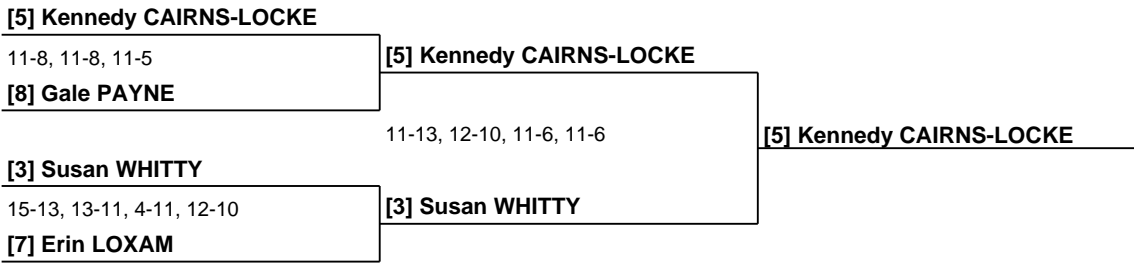 [5] Kennedy CAIRNS-LOCKE
11-8, 11-8, 11-5
[5] Kennedy CAIRNS-LOCKE
[8] Gale PAYNE
11-13, 12-10, 11-6, 11-6
[5] Kennedy CAIRNS-LOCKE
[3] Susan WHITTY
15-13, 13-11, 4-11, 12-10
[3] Susan WHITTY
[7] Erin LOXAM